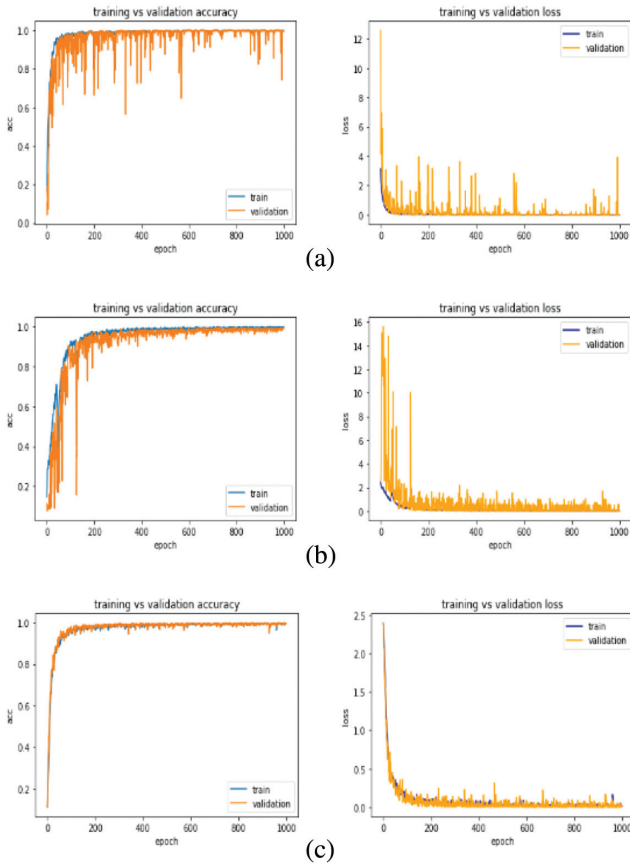 training vs validation accuracy
acc
1.0
0.8
0.6
0.4
0.2
0.0
train
validation
0 200 400 600 800 1000
epoch
training vs validation loss
loss
12
10
8
6
4
2
0
train
validation
0 200 400 600 800 1000
epoch
(a)
training vs validation accuracy
acc
1.0
0.8
0.6
0.4
0.2
train
validation
0 200 400 600 800 1000
epoch
training vs validation loss
loss
16
14
12
10
8
6
4
2
0
train
validation
0 200 400 600 800 1000
epoch
(b)
training vs validation accuracy
acc
1.0
0.8
0.6
0.4
0.2
train
validation
0 200 400 600 800 1000
epoch
training vs validation loss
loss
2.5
2.0
1.5
1.0
0.5
0.0
train
validation
0 200 400 600 800 1000
epoch
(c)